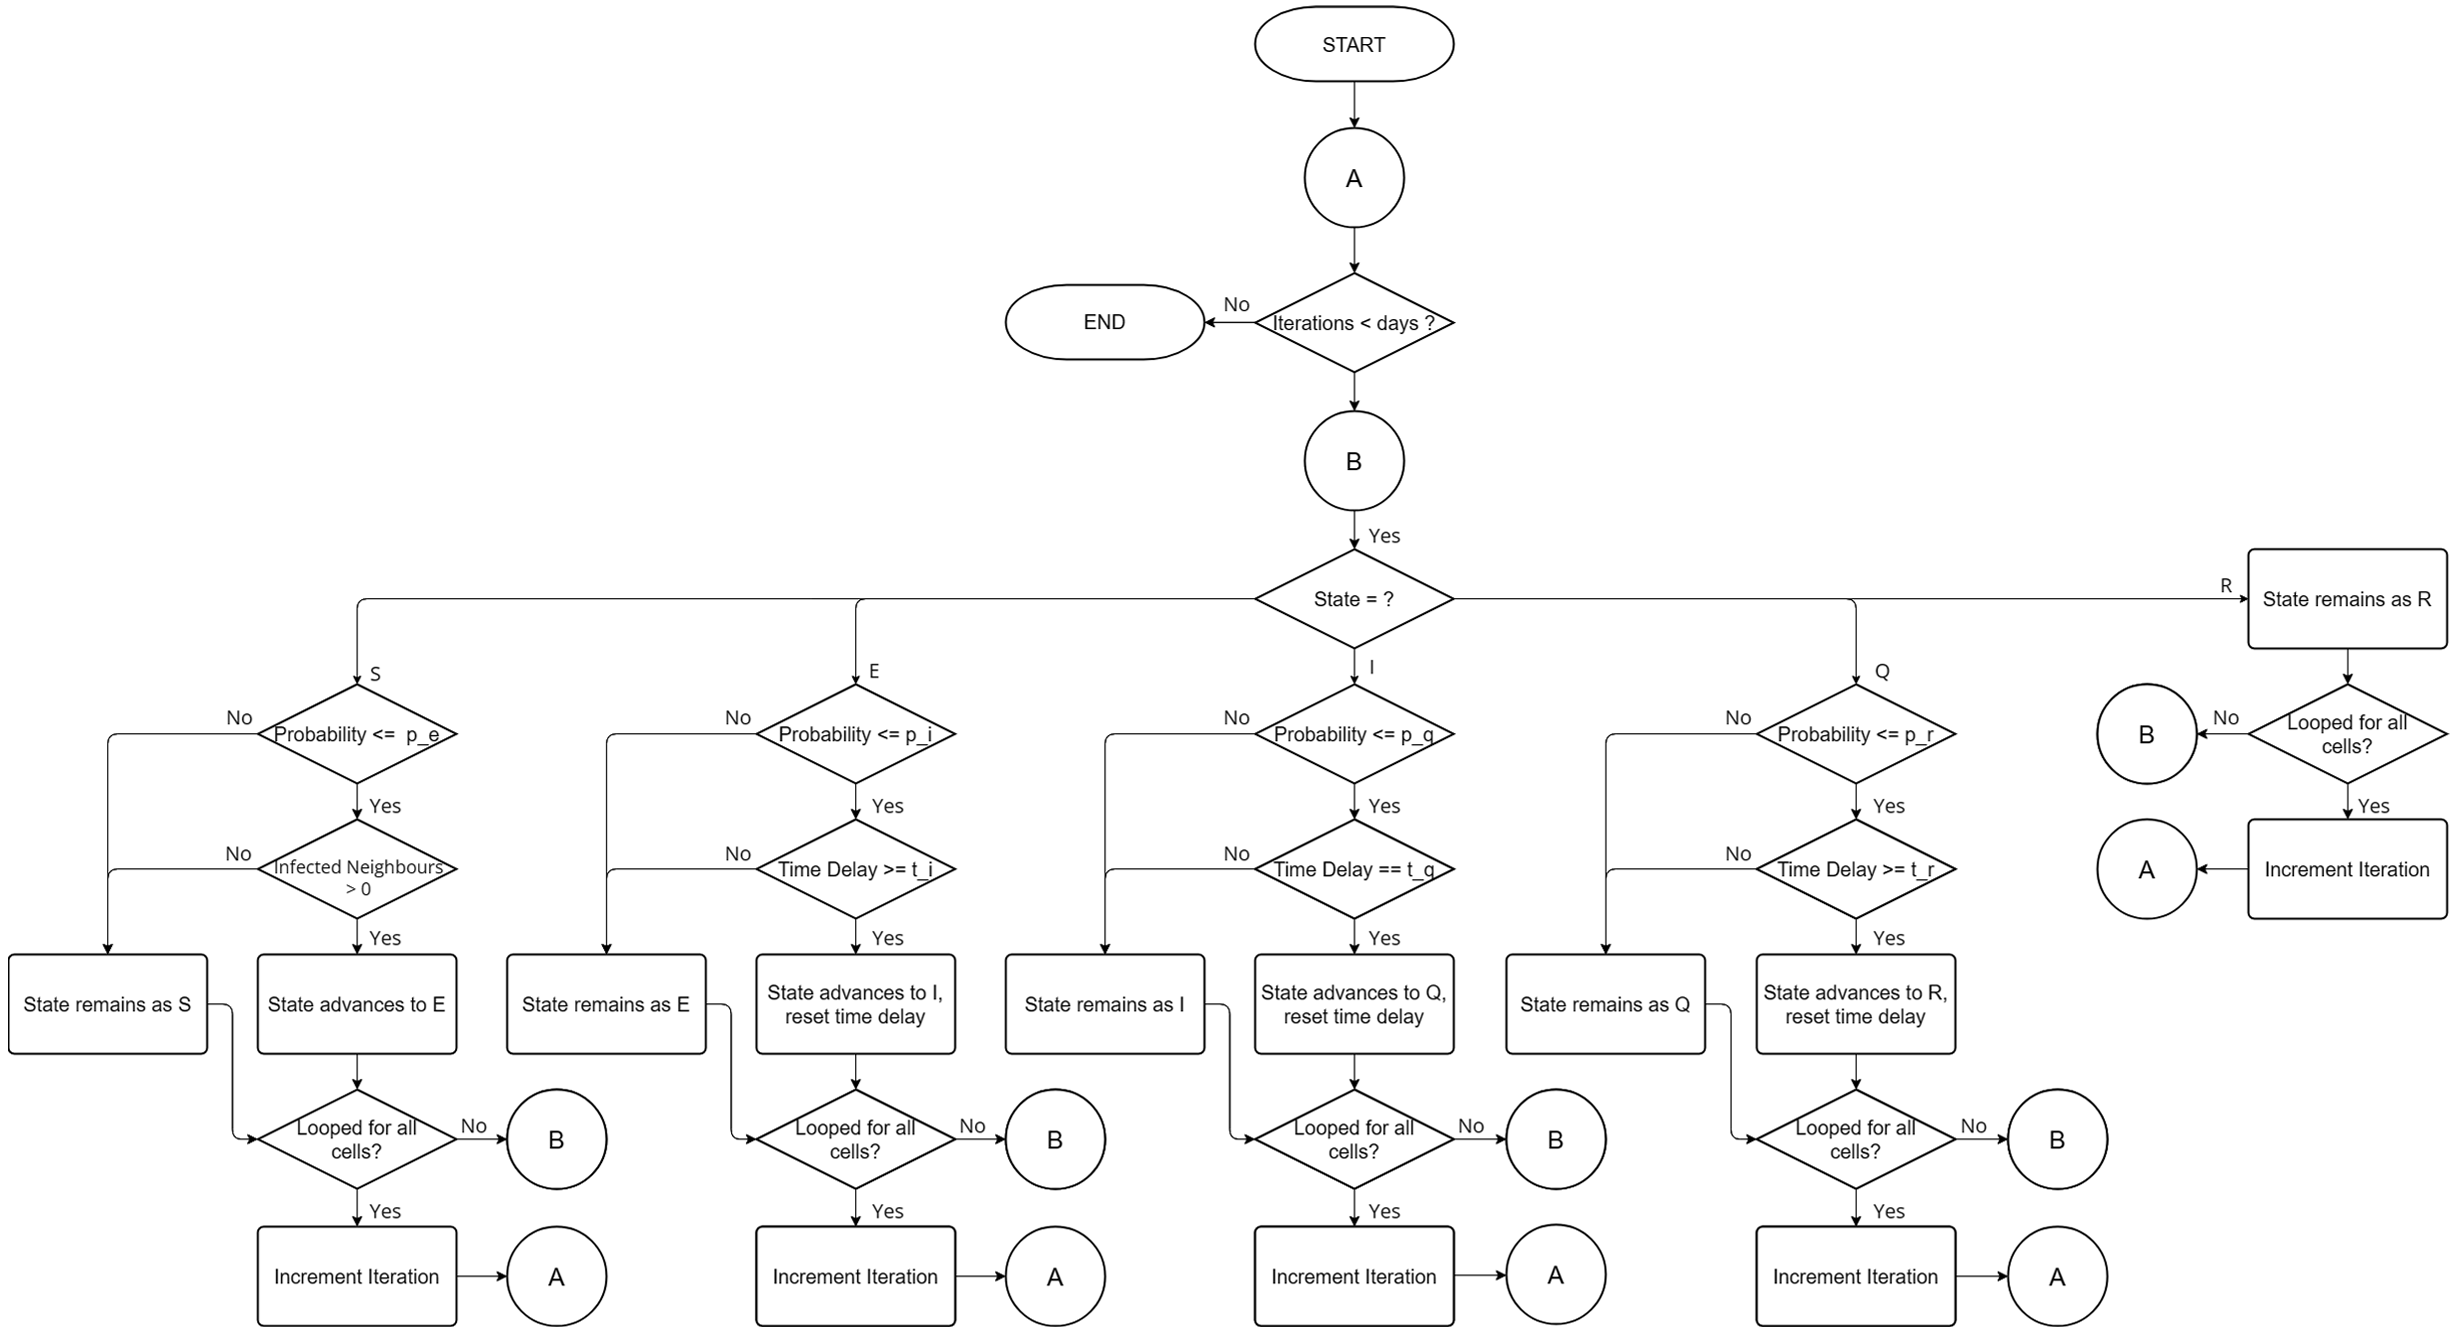 START
A
No
END
Iterations < days ?
B
Yes
State = ?
R
State remains as R
S
E
I
Q
No
Probability <= p_e
No
Probability <= p_i
No
Probability <= p_q
No
Probability <= p_r
B
No
Looped for all
cells?
Yes
Yes
Yes
Yes
Yes
No
Infected Neighbours
> 0
No
Time Delay >= t_i
No
Time Delay == t_q
No
Time Delay >= t_r
A
Increment Iteration
Yes
Yes
Yes
Yes
State remains as S
State advances to E
State remains as E
State advances to I,
reset time delay
State remains as I
State advances to Q,
reset time delay
State remains as Q
State advances to R,
reset time delay
Looped for all
cells?
No
B
Looped for all
cells?
No
B
Looped for all
cells?
No
B
Looped for all
cells?
No
B
Yes
Yes
Yes
Yes
Increment Iteration
A
Increment Iteration
A
Increment Iteration
A
Increment Iteration
A